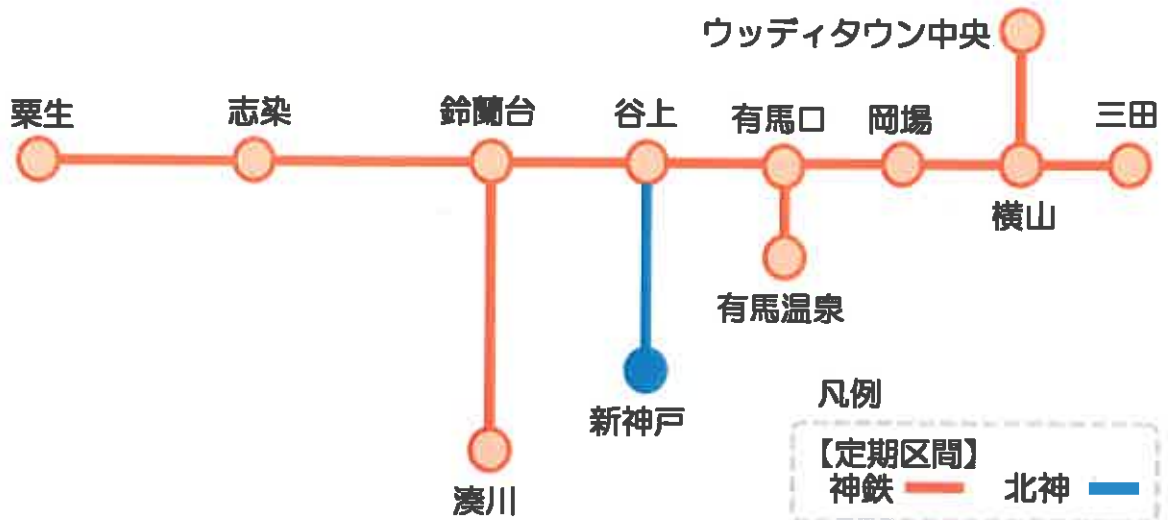 ウッディタウン中央
粟生
志染
鈴蘭台
谷上
有馬口
岡場
三田
横山
有馬温泉
新神戸
湊川
凡例
【定期区間】
神鉄
北神